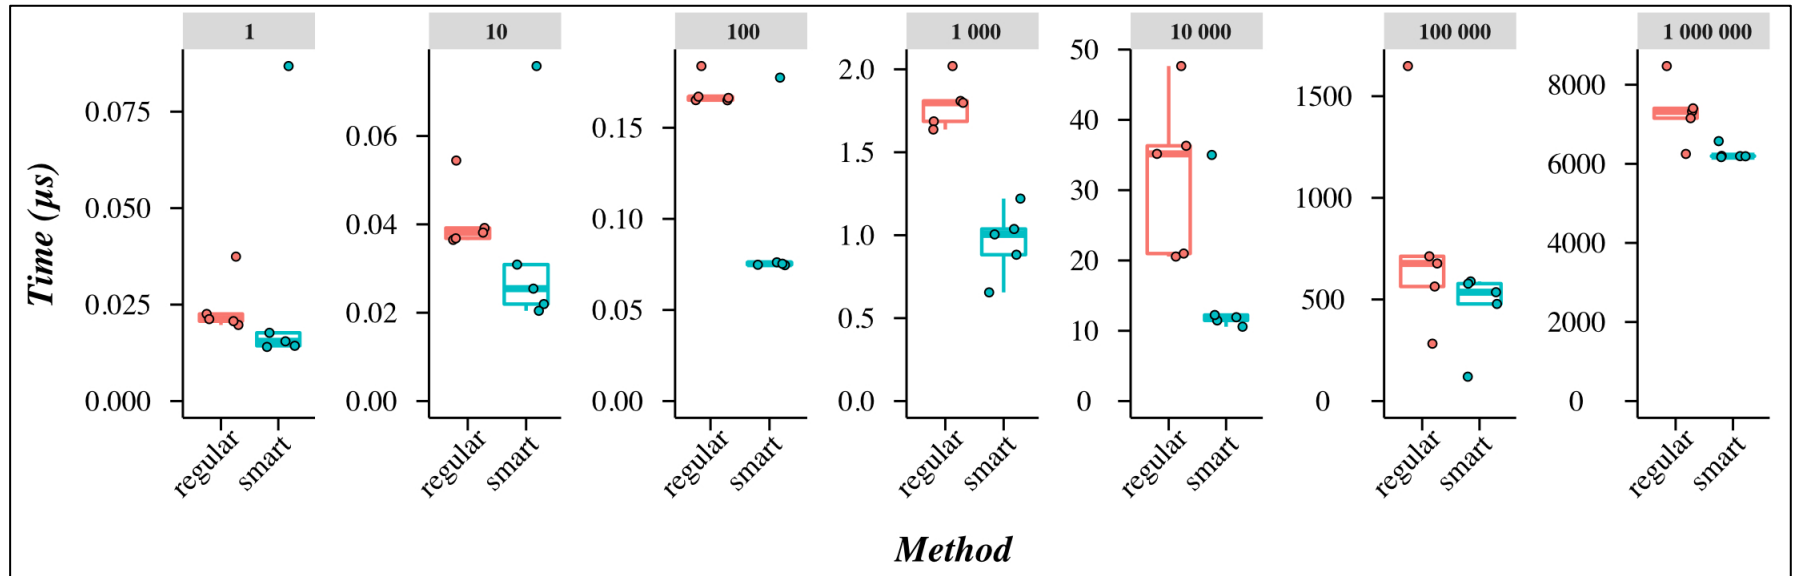 1
10
100
1 000
10 000
100 000
1 000 000
Time (µs)
0.075
0.050
0.025
0.000
0.06
0.04
0.02
0.00
0.15
0.10
0.05
0.00
2.0
1.5
1.0
0.5
0.0
50
40
30
20
10
0
1500
1000
500
0
8000
6000
4000
2000
0
regular
smart
regular
smart
regular
smart
regular
smart
regular
smart
regular
smart
regular
smart
Method